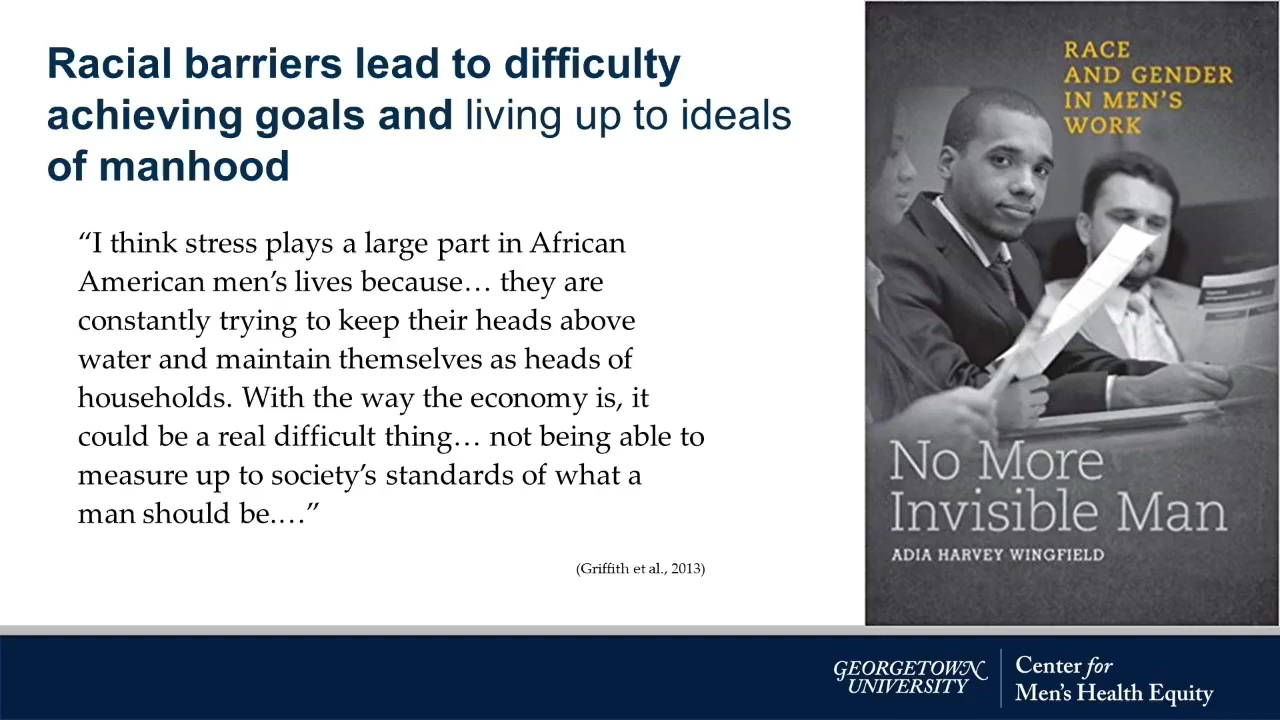 Racial barriers lead to difficulty
achieving goals and living up to ideals
of manhood
“I think stress plays a large part in African
American men’s lives because… they are
constantly trying to keep their heads above
water and maintain themselves as heads of
households. With the way the economy is, it
could be a real difficult thing… not being able to
measure up to society’s standards of what a
man should be.…”
(Griffith et al., 2013)
RACE
AND GENDER
IN MEN’S
WORK
No More
Invisible Man
ADIA HARVEY WINGFIELD
GEORGETOWN
UNIVERSITY
Center for
Men’s Health Equity